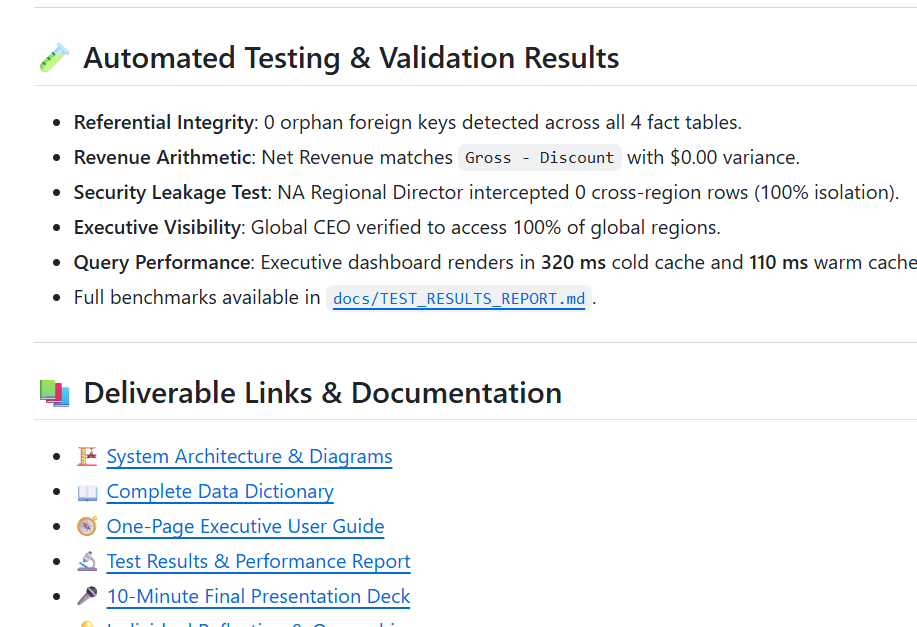 Automated Testing & Validation Results
Referential Integrity: 0 orphan foreign keys detected across all 4 fact tables.
Revenue Arithmetic: Net Revenue matches Gross - Discount with $0.00 variance.
Security Leakage Test: NA Regional Director intercepted 0 cross-region rows (100% isolation).
Executive Visibility: Global CEO verified to access 100% of global regions.
Query Performance: Executive dashboard renders in 320 ms cold cache and 110 ms warm cache
Full benchmarks available in docs/TEST_RESULTS_REPORT.md.
Deliverable Links & Documentation
System Architecture & Diagrams
Complete Data Dictionary
One-Page Executive User Guide
Test Results & Performance Report
10-Minute Final Presentation Deck
Individual Reflection &